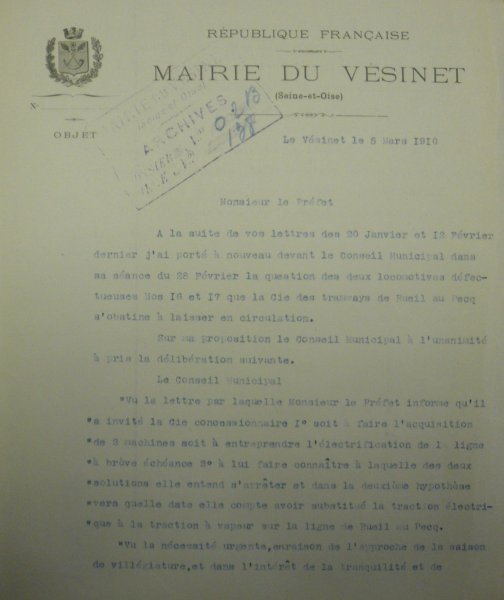 RÉPUBLIQUE FRANÇAISE
MAIRIE DU VÉSINET
(Seine-et-Oise)
N°
OBJET
ARCHIVES
Le Vésinet le 5 Mars 1910
Monsieur le Préfet
A la suite de vos lettres des 20 Janvier et I2 Février
dernier j'ai porté à nouveau devant le Conseil Municipal dans
sa séance du 28 Février la question des deux locomotives défec-
tueuses Nos I6 et I7 que la Cie des tramways de Rueil au Pecq
s'obstine à laisser en circulation.
Sur ma proposition le Conseil Municipal à l'unanimité
à pris la délibération suivante.
Le Conseil Municipal
"Vu la lettre par laquelle Monsieur le Préfet informe qu'il
"a invité la Cie concessionnaire I° soit à faire l'acquisition
"de 2 machines soit à entreprendre l'électrification de la ligne
"à brève échéance 2° à lui faire connaître à laquelle des deux
"solutions elle entend s'arrêter et dans la deuxième hypothèse
"vers quelle date elle compte avoir substitué la traction électri-
"que à la traction à vapeur sur la ligne de Rueil au Pecq.
"Vu la nécessité urgente,enraison de l'approche de la saison
de villégiature,et dans l'intérêt de la tranquilité et de